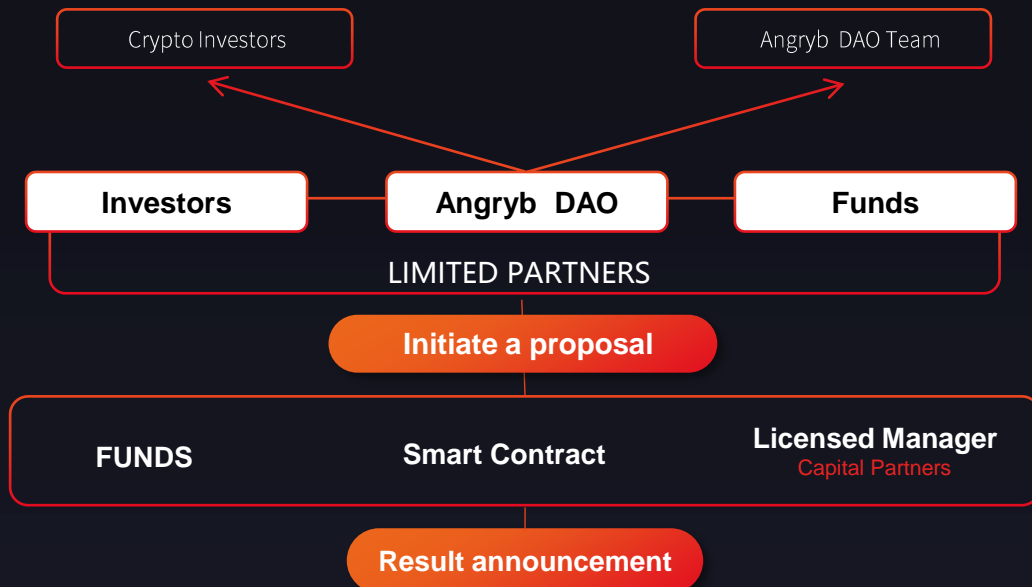 Crypto Investors
Angryb DAO Team
Investors
Angryb DAO
Funds
LIMITED PARTNERS
Initiate a proposal
FUNDS
Smart Contract
Licensed Manager
Capital Partners
Result announcement